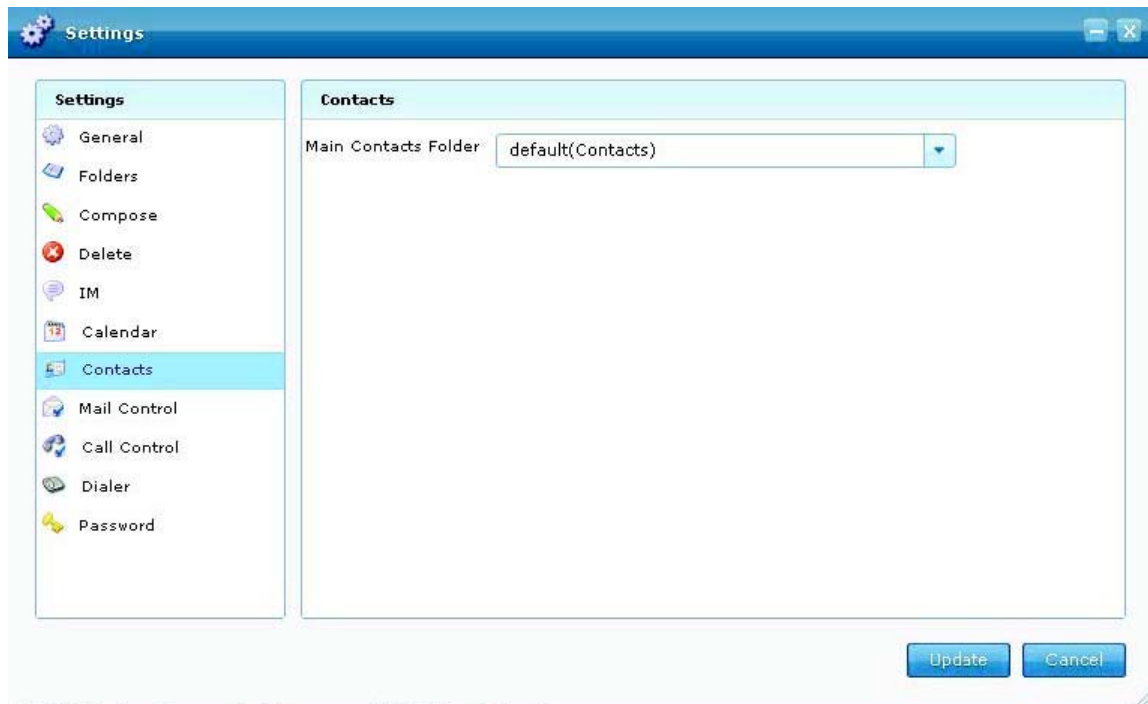 Settings
Settings
General
Folders
Compose
Delete
IM
12
Calendar
Contacts
Mail Control
Call Control
Dialer
Password
Contacts
Main Contacts Folder
default(Contacts)
Update
Cancel